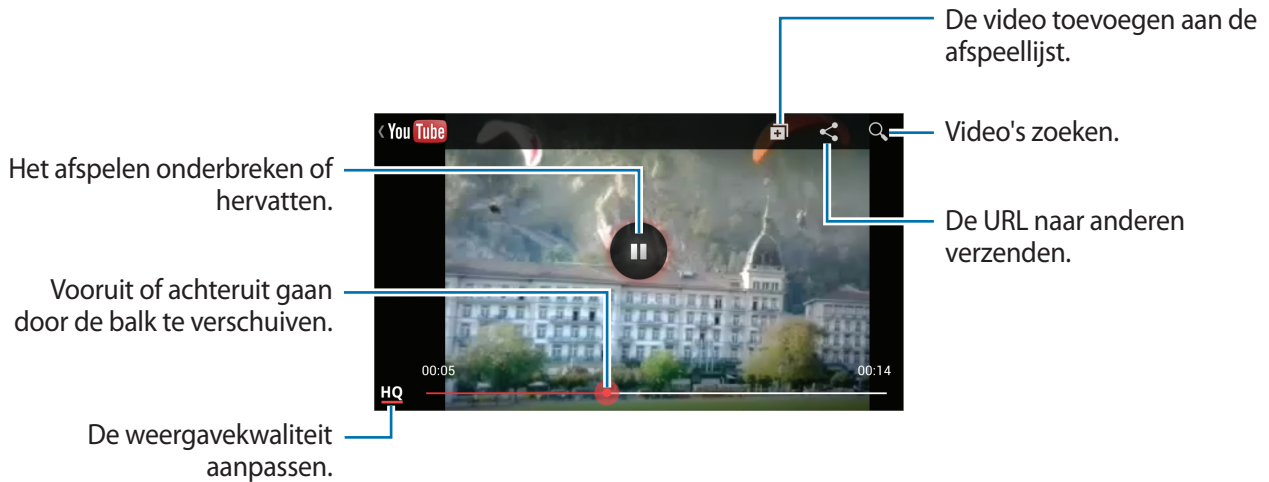 De video toevoegen aan de
afspeellijst.
You Tube
Video's zoeken.
Het afspelen onderbreken of
hervatten.
De URL naar anderen
verzenden.
Vooruit of achteruit gaan
door de balk te verschuiven.
00:05
00:14
HQ
De weergavekwaliteit
aanpassen.